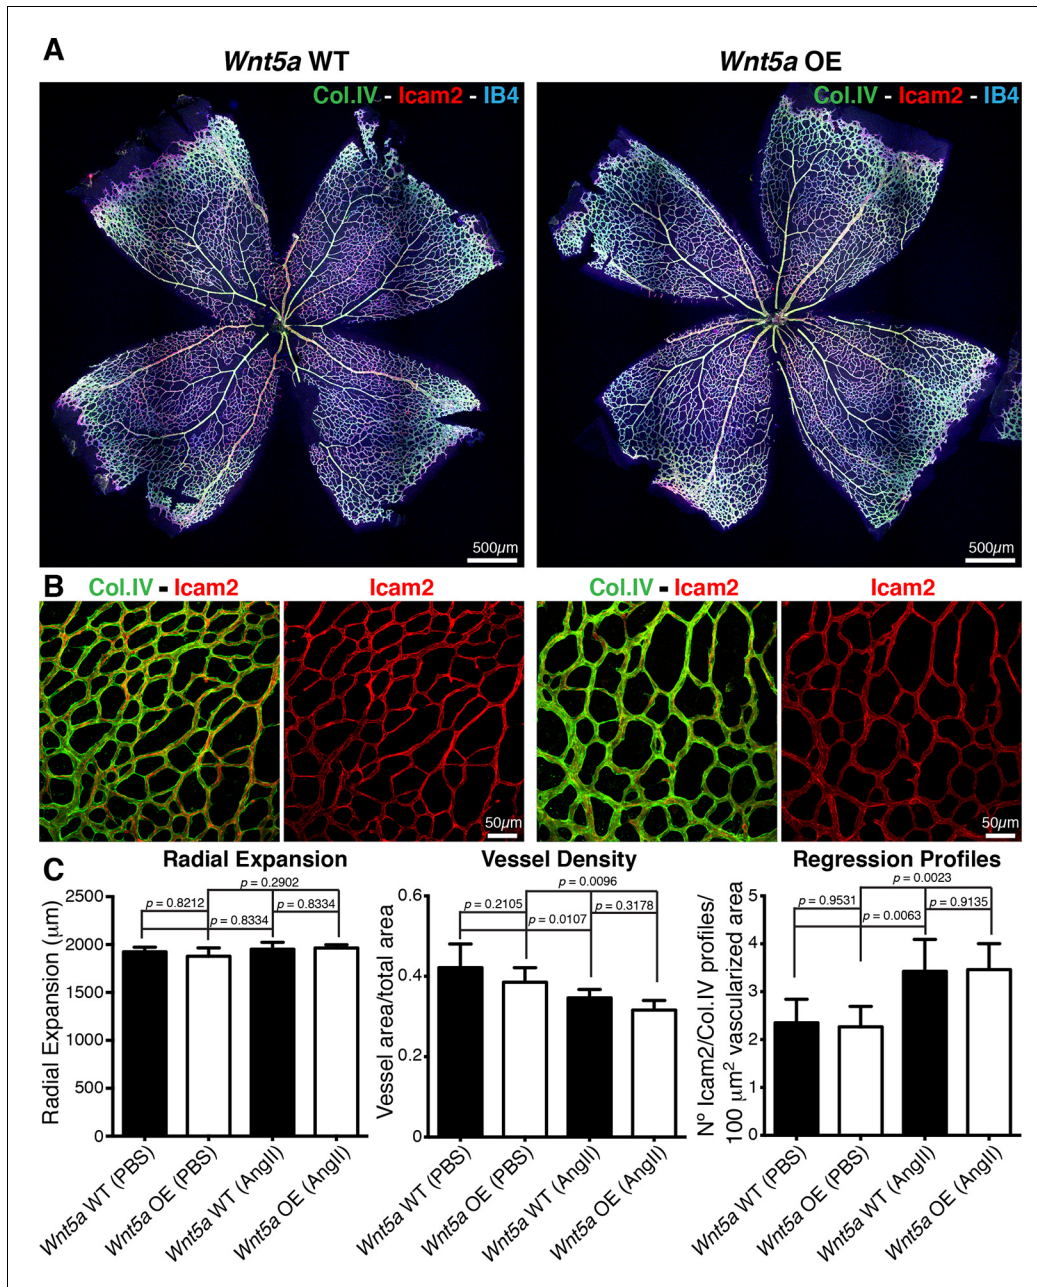 A
Wnt5a WT
Wnt5a OE
Col.IV - Icam2 - IB4
Col.IV - Icam2 - IB4
500µm
500µm
B
Col.IV - Icam2
Icam2
Col.IV - Icam2
Icam2
50µm
50µm
C
Radial Expansion
Radial Expansion (µm)
2500
2000
1500
1000
500
0
p = 0.2902
p = 0.8212
p = 0.8334
p = 0.8334
Wnt5a WT (PBS)
Wnt5a OE (PBS)
Wnt5a WT (AngII)
Wnt5a OE (AngII)
Vessel Density
Vessel area/total area
0.6
0.4
0.2
0
p = 0.0096
p = 0.2105
p = 0.3178
p = 0.0107
Wnt5a WT (PBS)
Wnt5a OE (PBS)
Wnt5a WT (AngII)
Wnt5a OE (AngII)
Regression Profiles
Nº Icam2/Col.IV profiles/
100 µm² vascularized area
5
4
3
2
1
0
p = 0.0023
p = 0.9531
p = 0.9135
p = 0.0063
Wnt5a WT (PBS)
Wnt5a OE (PBS)
Wnt5a WT (AngII)
Wnt5a OE (AngII)